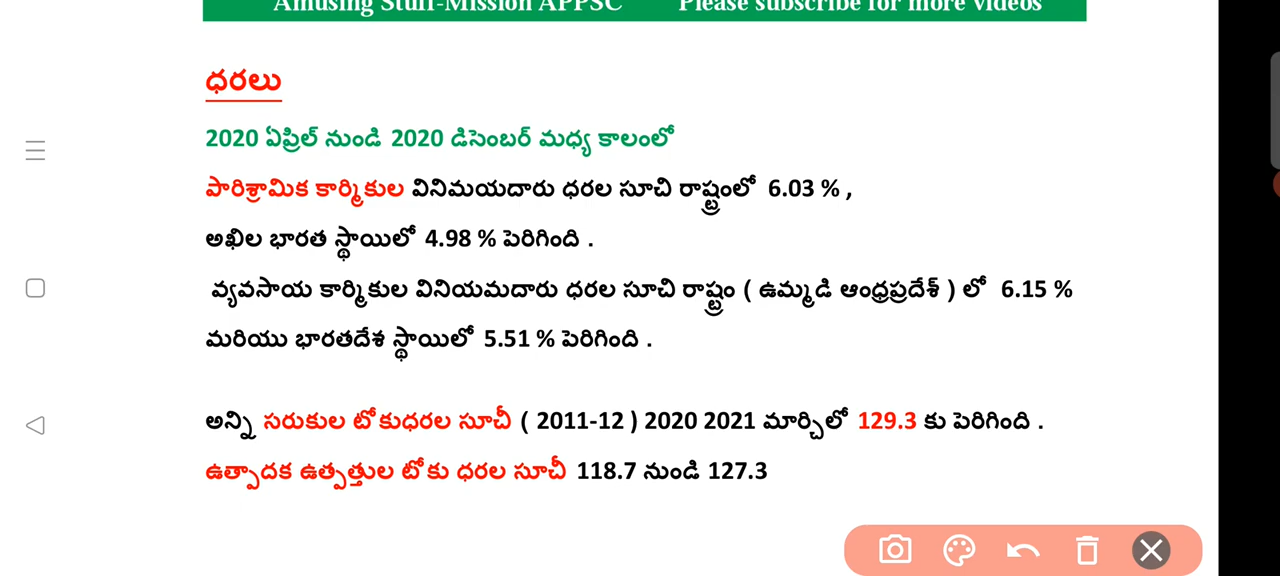 Amusing Stuff-Mission APPSC Please subscribe for more videos
ధరలు
2020 ఏప్రిల్ నుండి 2020 డిసెంబర్ మధ్య కాలంలో
పారిశ్రామిక కార్మికుల వినిమయదారు ధరల సూచి రాష్ట్రంలో 6.03 % ,
అఖిల భారత స్థాయిలో 4.98 % పెరిగింది .
వ్యవసాయ కార్మికుల వినియమదారు ధరల సూచి రాష్ట్రం ( ఉమ్మడి ఆంధ్రప్రదేశ్ ) లో 6.15 %
మరియు భారతదేశ స్థాయిలో 5.51 % పెరిగింది .
అన్ని సరుకుల టోకుధరల సూచీ ( 2011-12 ) 2020 2021 మార్చిలో 129.3 కు పెరిగింది .
ఉత్పాదక ఉత్పత్తుల టోకు ధరల సూచీ 118.7 నుండి 127.3